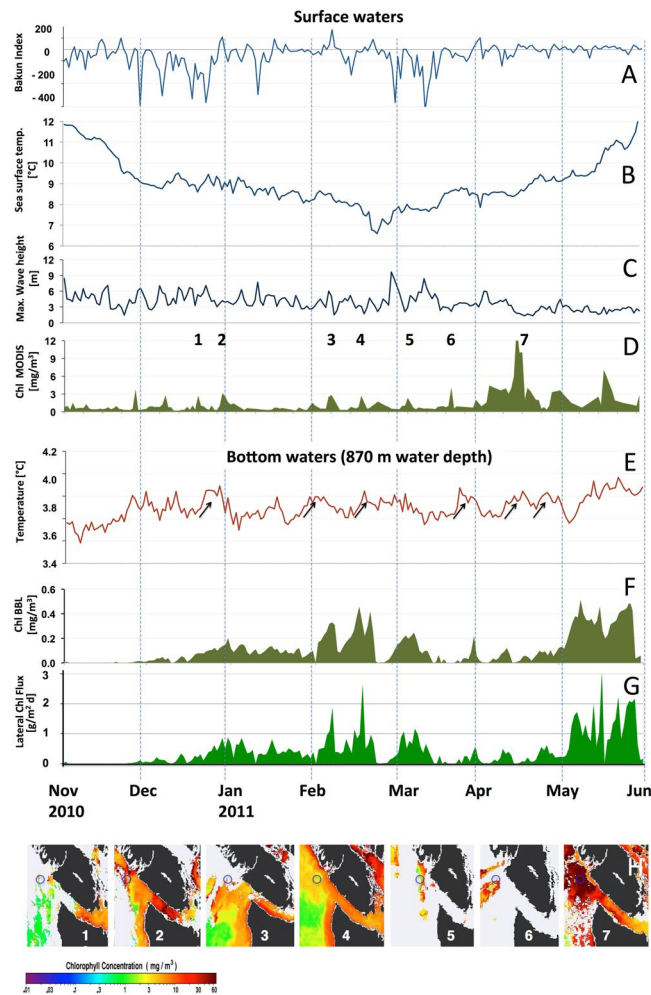 Surface waters
Bakun Index
200
0
- 200
- 400
A
Sea surface temp.
[°C]
12
11
10
9
8
7
6
B
Max. Wave height
[m]
12
9
6
3
0
C
1 2 3 4 5 6 7
Chl MODIS
[mg/m³]
12
9
6
3
0
D
Bottom waters (870 m water depth)
Temperature [°C]
4.2
4.0
3.8
3.6
3.4
E
Chl BBL
[mg/m³]
0.6
0.4
0.2
0.0
F
Lateral Chl Flux
[g/m² d]
3
2
1
0
G
Nov Dec Jan Feb Mar Apr May Jun
2010 2011
H
1 2 3 4 5 6 7
Chlorophyll Concentration ( mg / m³ )
.01 .03 .1 .3 1 3 10 30 60